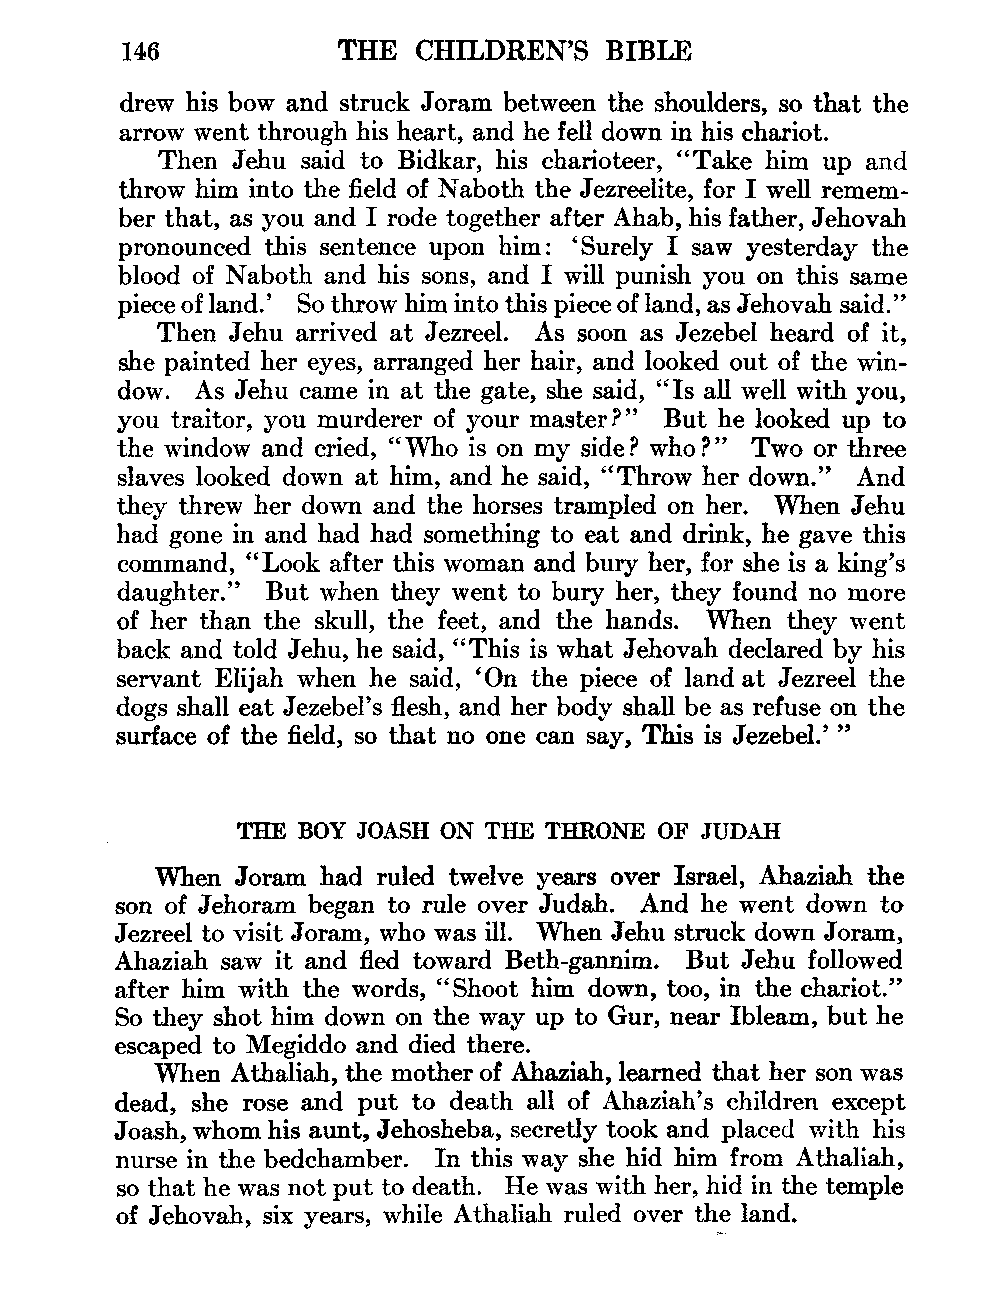 146 THE CHILDREN'S BIBLE
drew his bow and struck Joram between the shoulders, so that the
arrow went through his heart, and he fell down in his chariot.
Then Jehu said to Bidkar, his charioteer, “Take him up and
throw him into the field of Naboth the Jezreelite, for I well remem-
ber that, as you and I rode together after Ahab, his father, Jehovah
pronounced this sentence upon him: ‘Surely I saw yesterday the
blood of Naboth and his sons, and I will punish you on this same
piece of land.’ So throw him into this piece of land, as Jehovah said.”
Then Jehu arrived at Jezreel. As soon as Jezebel heard of it,
she painted her eyes, arranged her hair, and looked out of the win-
dow. As Jehu came in at the gate, she said, “Is all well with you,
you traitor, you murderer of your master?” But he looked up to
the window and cried, “Who is on my side? who?” Two or three
slaves looked down at him, and he said, “Throw her down.” And
they threw her down and the horses trampled on her. When Jehu
had gone in and had had something to eat and drink, he gave this
command, “Look after this woman and bury her, for she is a king's
daughter.” But when they went to bury her, they found no more
of her than the skull, the feet, and the hands. When they went
back and told Jehu, he said, “This is what Jehovah declared by his
servant Elijah when he said, ‘On the piece of land at Jezreel the
dogs shall eat Jezebel's flesh, and her body shall be as refuse on the
surface of the field, so that no one can say, This is Jezebel.’ ”
THE BOY JOASH ON THE THRONE OF JUDAH
When Joram had ruled twelve years over Israel, Ahaziah the
son of Jehoram began to rule over Judah. And he went down to
Jezreel to visit Joram, who was ill. When Jehu struck down Joram,
Ahaziah saw it and fled toward Beth-gannim. But Jehu followed
after him with the words, “Shoot him down, too, in the chariot.”
So they shot him down on the way up to Gur, near Ibleam, but he
escaped to Megiddo and died there.
When Athaliah, the mother of Ahaziah, learned that her son was
dead, she rose and put to death all of Ahaziah's children except
Joash, whom his aunt, Jehosheba, secretly took and placed with his
nurse in the bedchamber. In this way she hid him from Athaliah,
so that he was not put to death. He was with her, hid in the temple
of Jehovah, six years, while Athaliah ruled over the land.